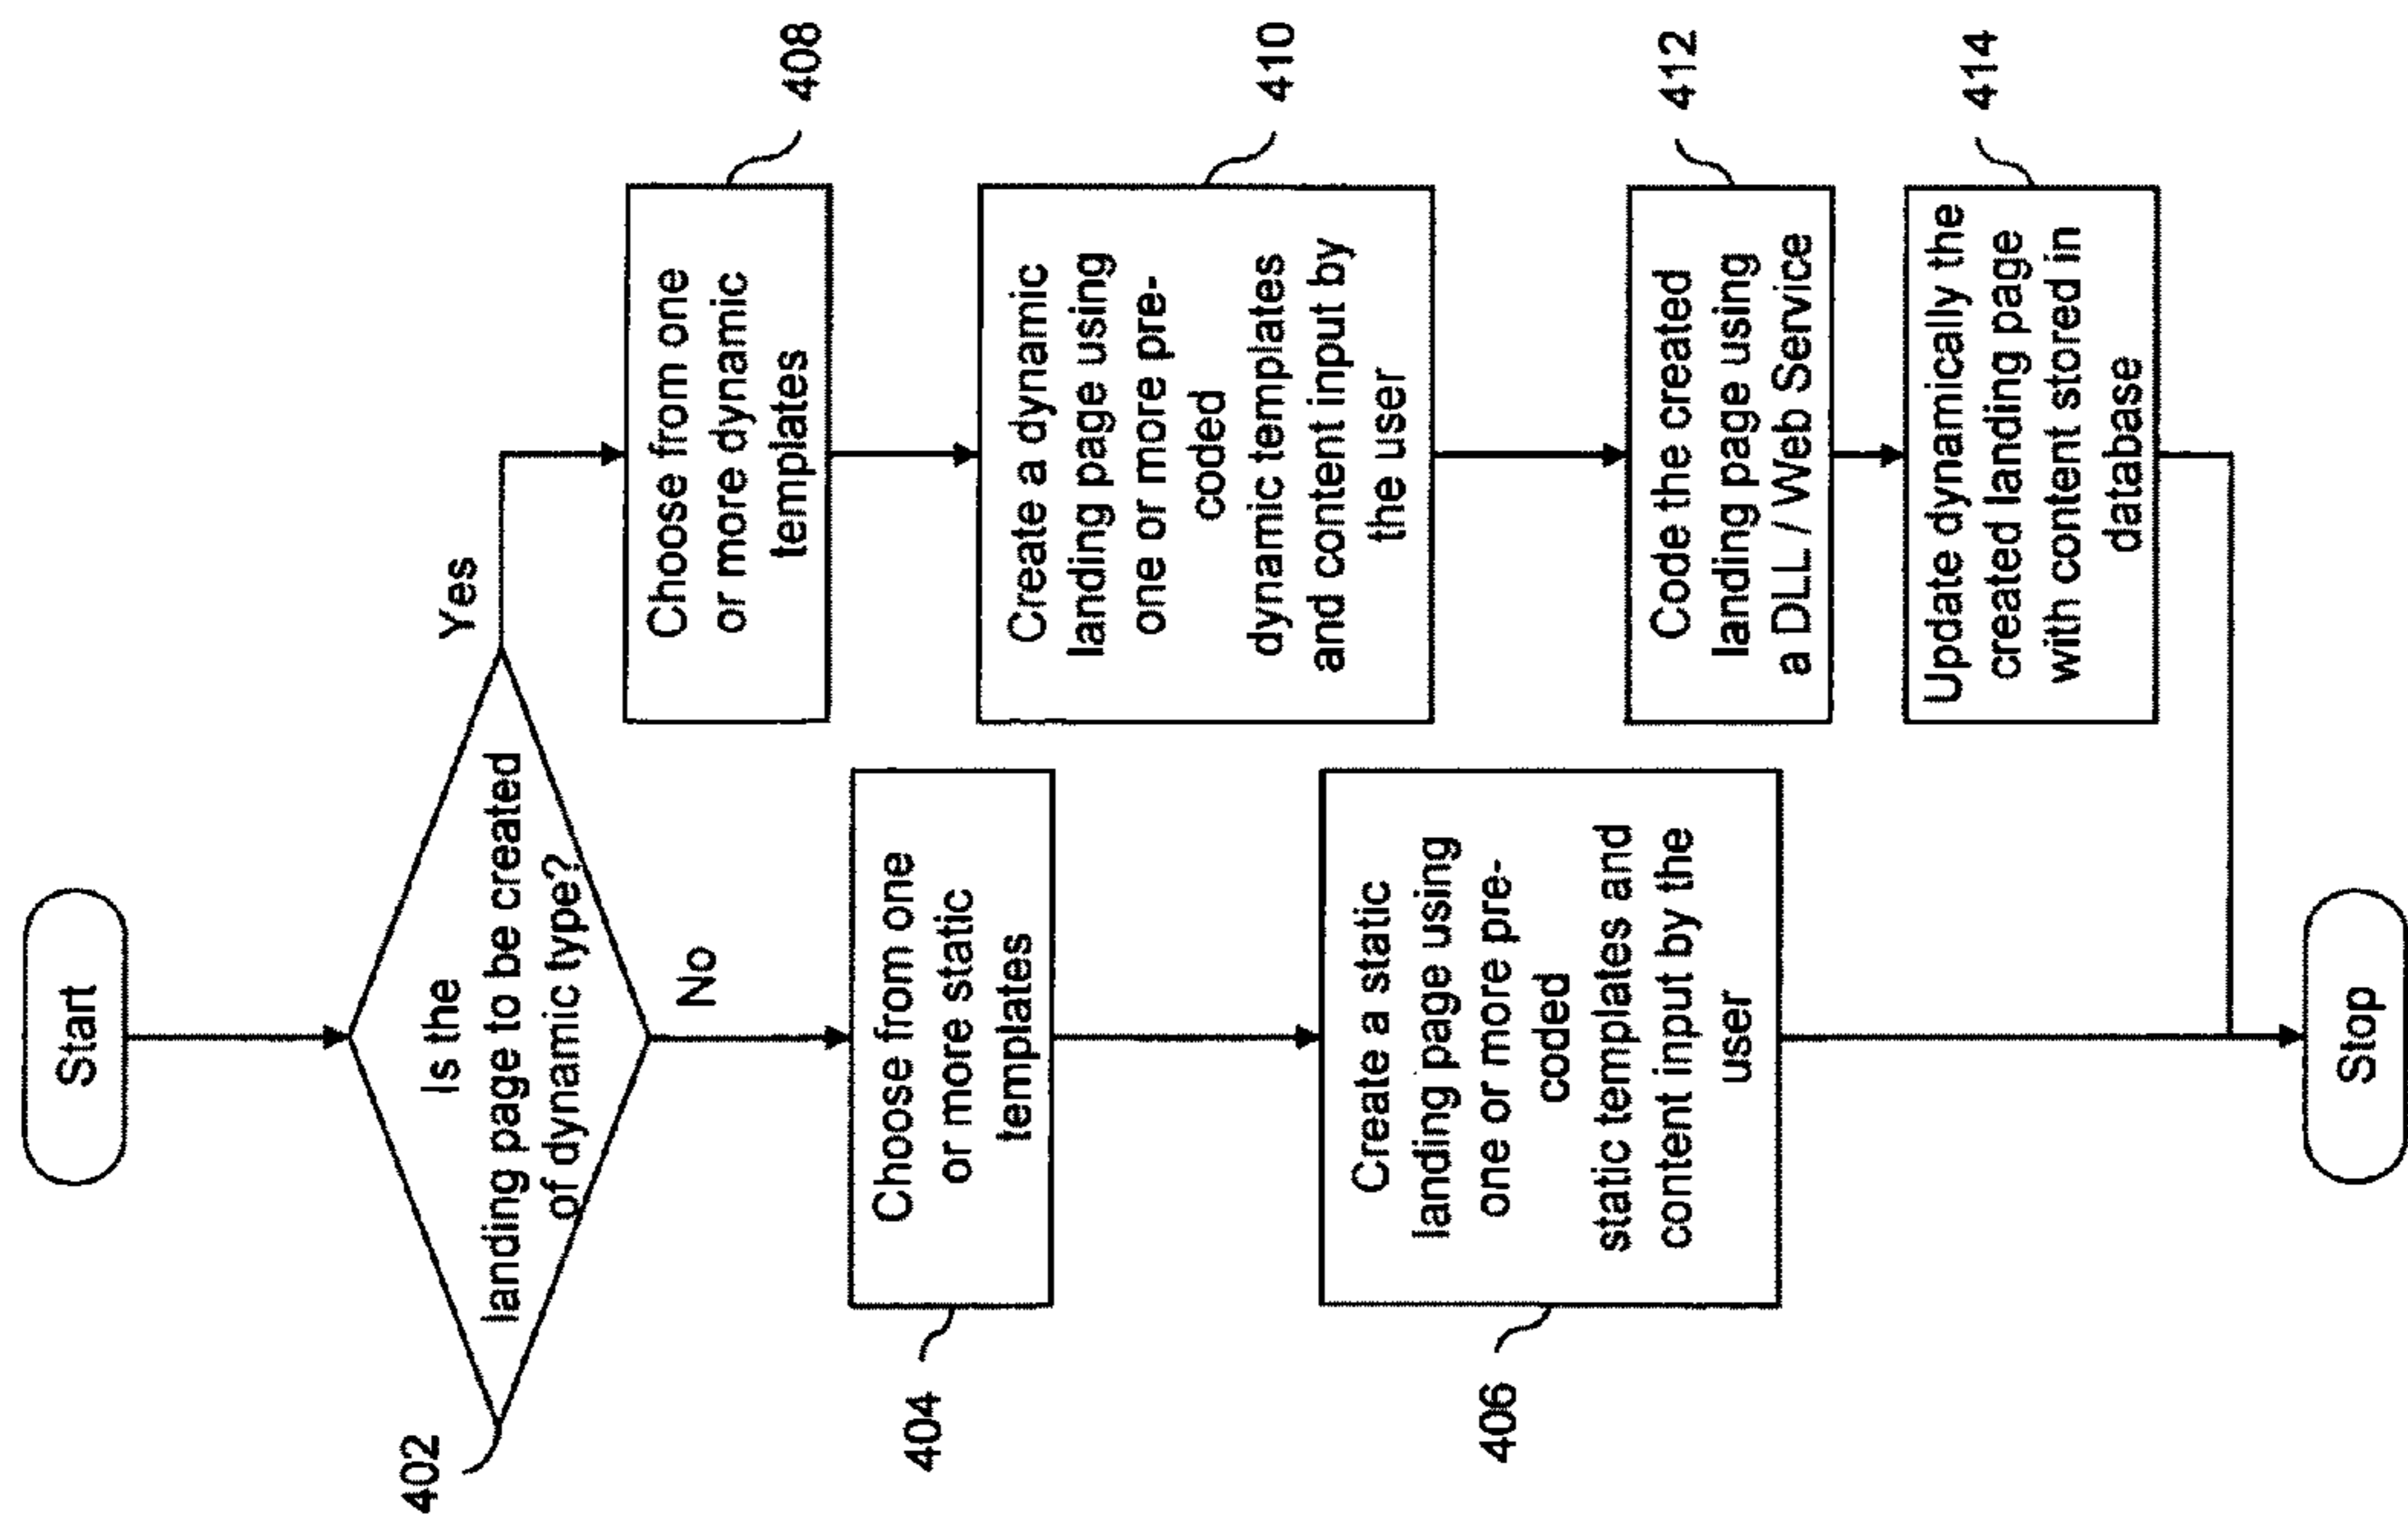 Start
Is the
landing page to be created
of dynamic type?
402
Yes
No
Choose from one
or more dynamic
templates
408
Choose from one
or more static
templates
404
Create a dynamic
landing page using
one or more pre-
coded
dynamic templates
and content input by
the user
410
Create a static
landing page using
one or more pre-
coded
static templates and
content input by the
user
406
Code the created
landing page using
a DLL / Web Service
412
Update dynamically the
created landing page
with content stored in
database
414
Stop